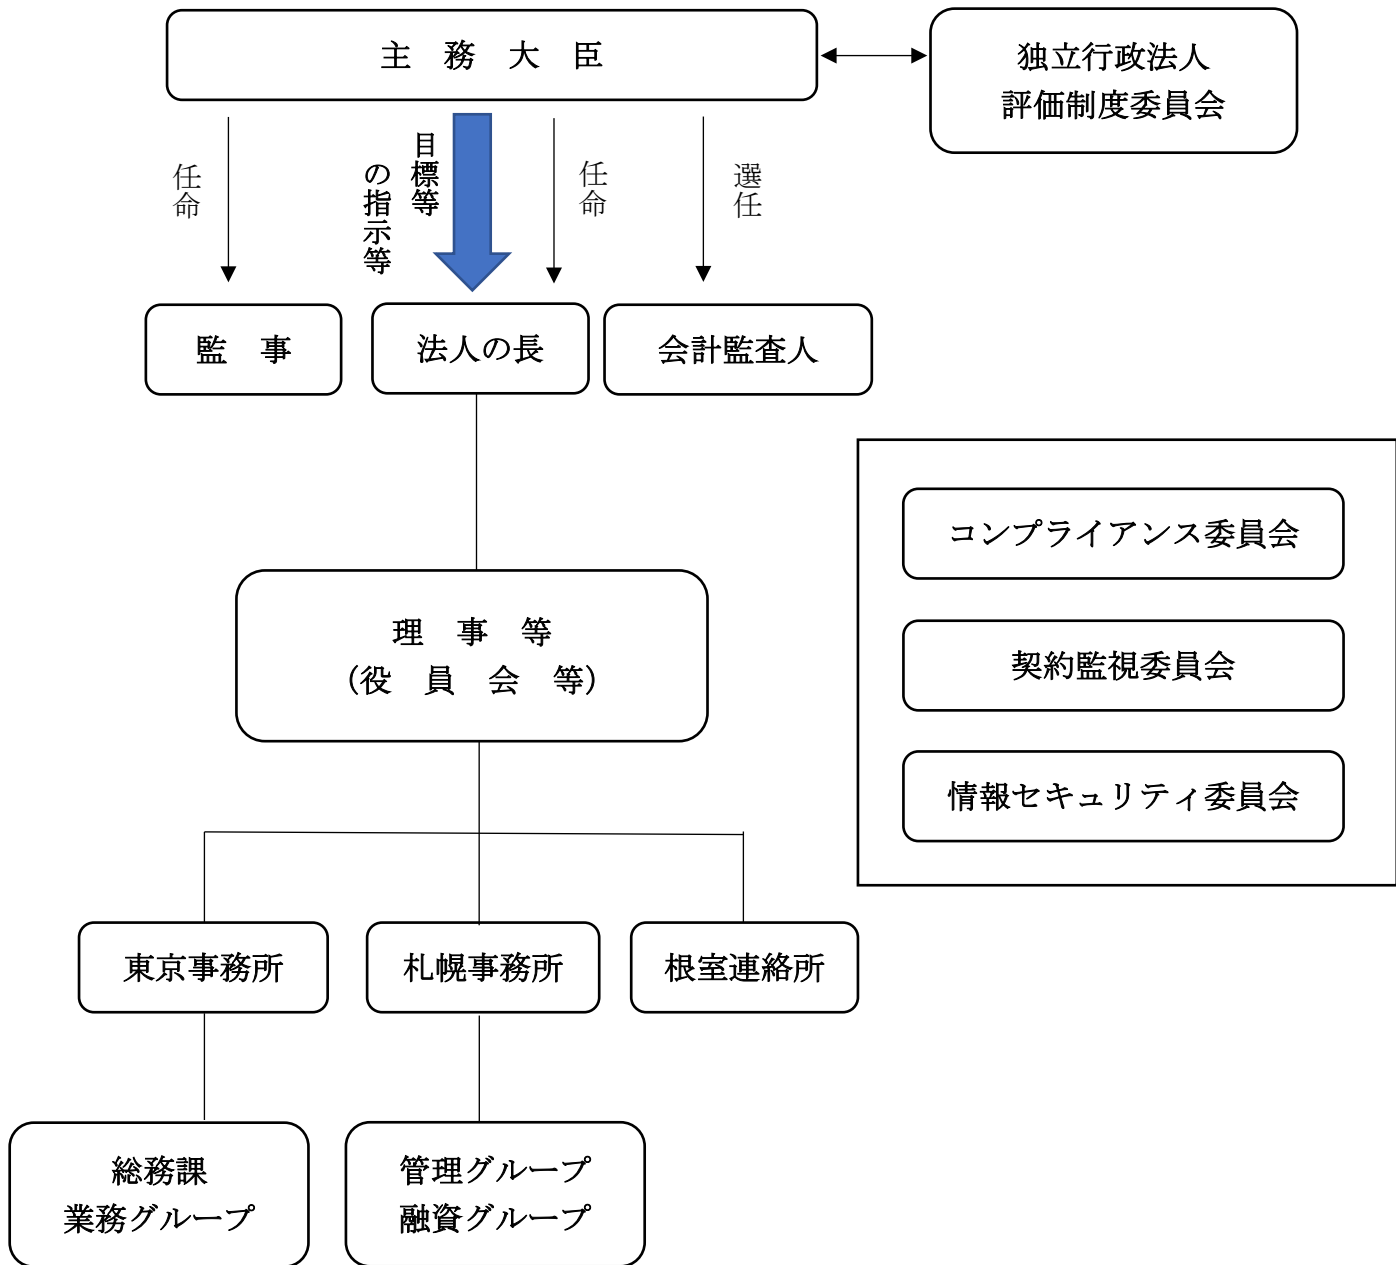 主　務　大　臣
独立行政法人
評価制度委員会
任命
目標等
の指示等
任命
選任
監　事
法人の長
会計監査人
コンプライアンス委員会
理　事　等
（役　員　会　等）
契約監視委員会
情報セキュリティ委員会
東京事務所
札幌事務所
根室連絡所
総務課
業務グループ
管理グループ
融資グループ